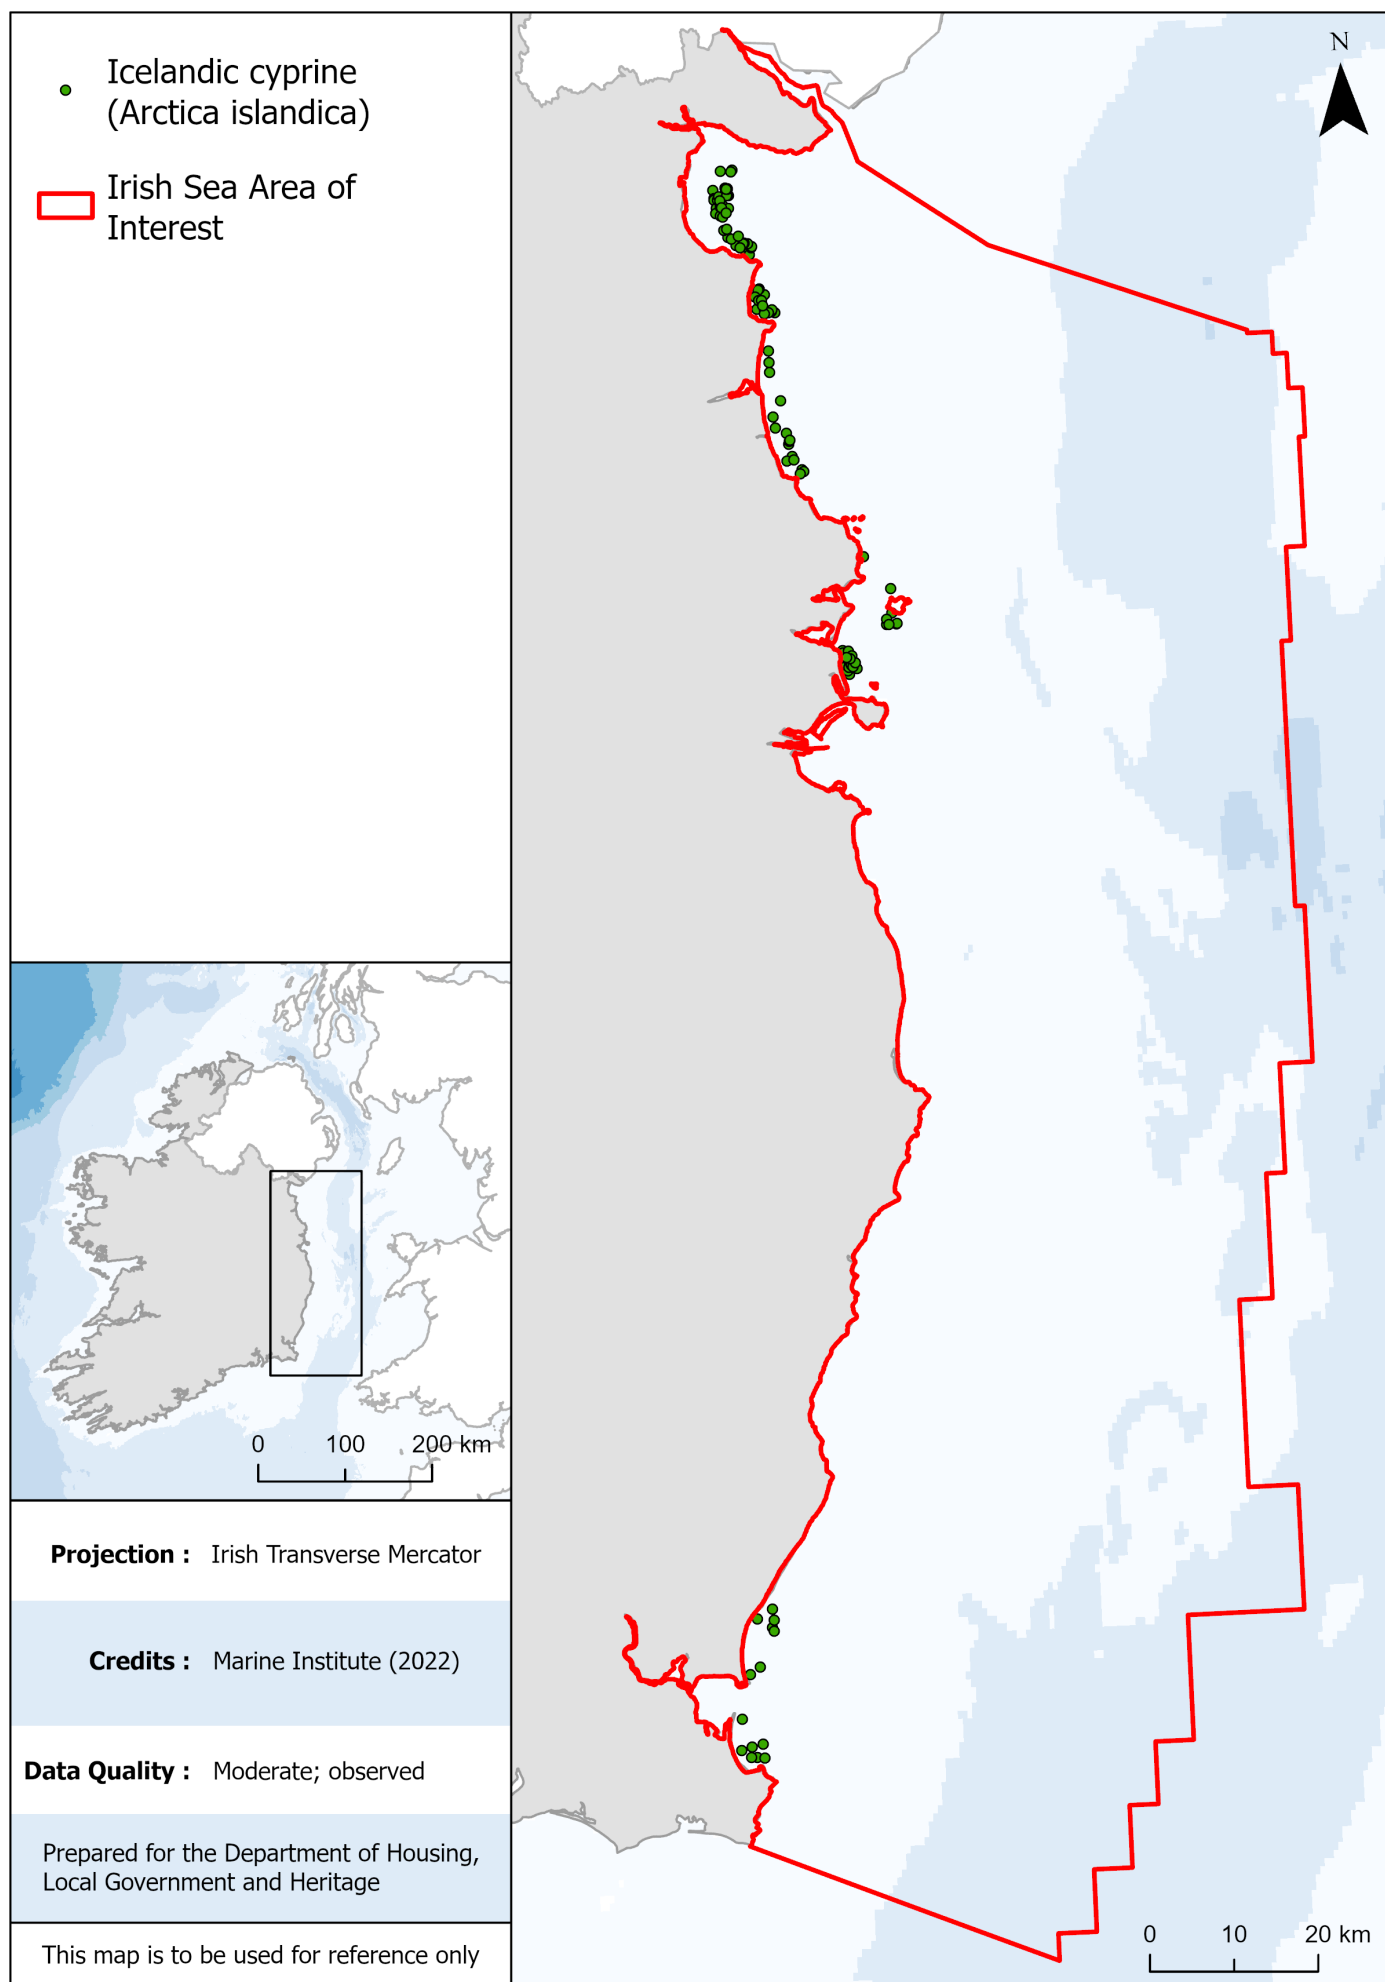 Icelandic cyprine
(Arctica islandica)
Irish Sea Area of
Interest
N
0 100 200 km
Projection : Irish Transverse Mercator
Credits : Marine Institute (2022)
Data Quality : Moderate; observed
Prepared for the Department of Housing,
Local Government and Heritage
This map is to be used for reference only
0 10 20 km